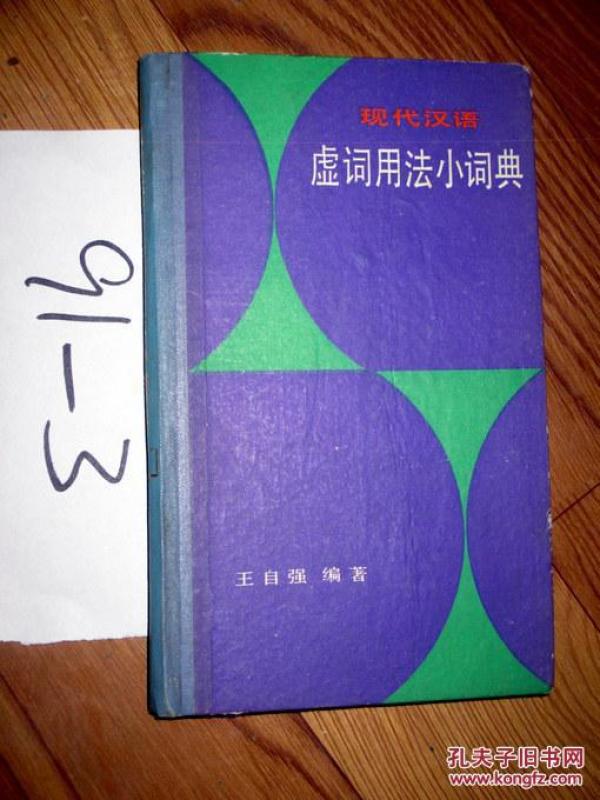 现代汉语
虚词用法小词典
王自强 编著
91-3
孔夫子旧书网
www.kongfz.com